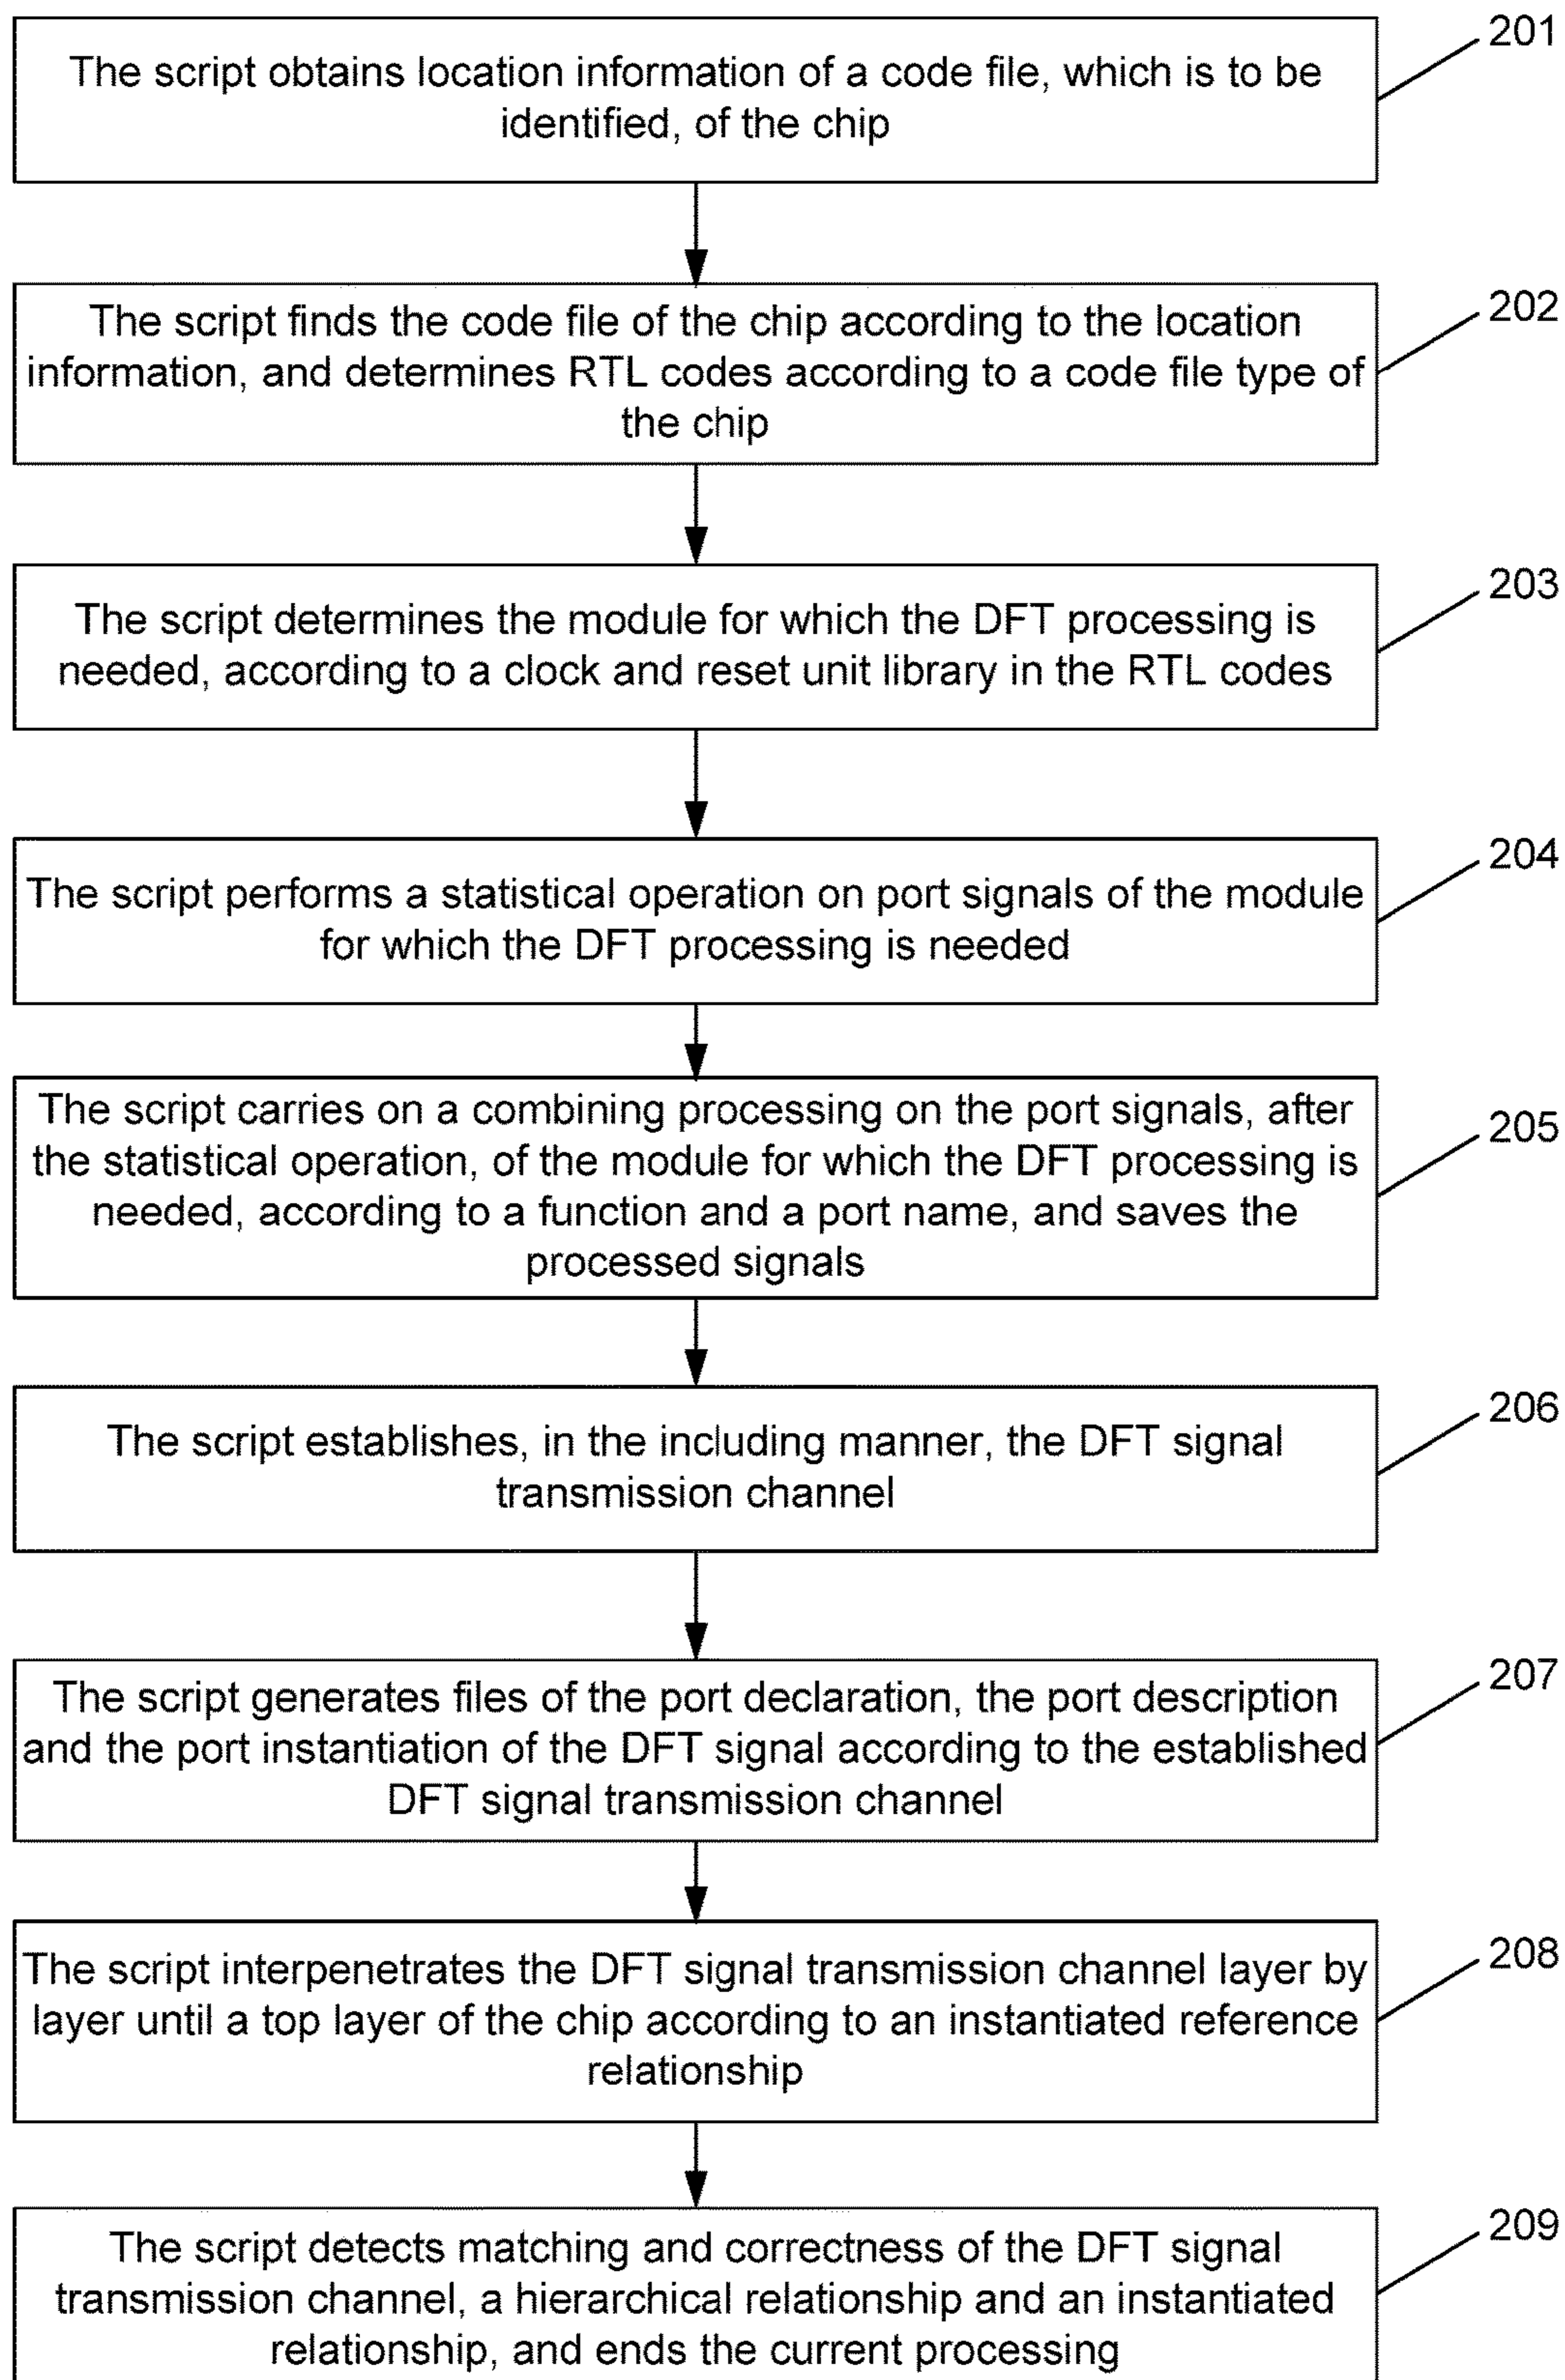 201
The script obtains location information of a code file, which is to be
identified, of the chip
202
The script finds the code file of the chip according to the location
information, and determines RTL codes according to a code file type of
the chip
203
The script determines the module for which the DFT processing is
needed, according to a clock and reset unit library in the RTL codes
204
The script performs a statistical operation on port signals of the module
for which the DFT processing is needed
205
The script carries on a combining processing on the port signals, after
the statistical operation, of the module for which the DFT processing is
needed, according to a function and a port name, and saves the
processed signals
206
The script establishes, in the including manner, the DFT signal
transmission channel
207
The script generates files of the port declaration, the port description
and the port instantiation of the DFT signal according to the established
DFT signal transmission channel
208
The script interpenetrates the DFT signal transmission channel layer by
layer until a top layer of the chip according to an instantiated reference
relationship
209
The script detects matching and correctness of the DFT signal
transmission channel, a hierarchical relationship and an instantiated
relationship, and ends the current processing